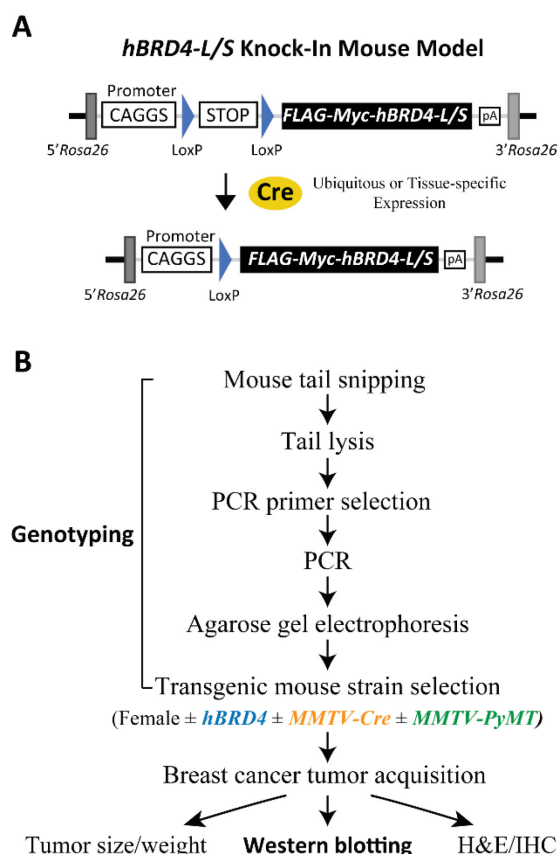 A
hBRD4-L/S Knock-In Mouse Model
Promoter
CAGGS STOP FLAG-Myc-hBRD4-L/S pA
5'Rosa26 LoxP LoxP 3'Rosa26
Cre Ubiquitous or Tissue-specific
Expression
Promoter
CAGGS FLAG-Myc-hBRD4-L/S pA
5'Rosa26 LoxP 3'Rosa26
B
Mouse tail snipping
Tail lysis
PCR primer selection
Genotyping
PCR
Agarose gel electrophoresis
Transgenic mouse strain selection
(Female ± hBRD4 ± MMTV-Cre ± MMTV-PyMT)
Breast cancer tumor acquisition
Tumor size/weight Western blotting H&E/IHC